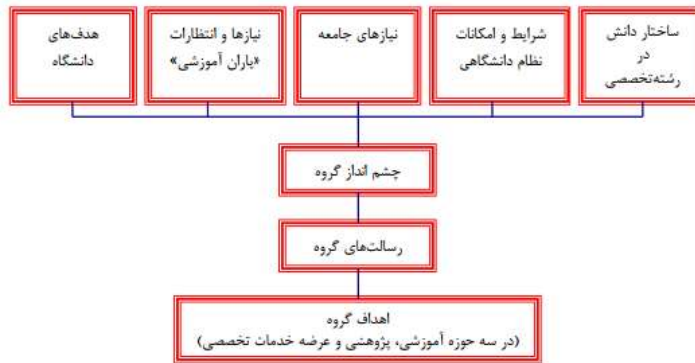 ساختار دانش
در
رشته‌تخصصی
شرایط و امکانات
نظام دانشگاهی
نیازهای جامعه
نیازها و انتظارات
«یاران آموزشی»
هدف‌های
دانشگاه
چشم انداز گروه
رسالت‌های گروه
اهداف گروه
(در سه حوزه آموزشی، پژوهشی و عرضه خدمات تخصصی)